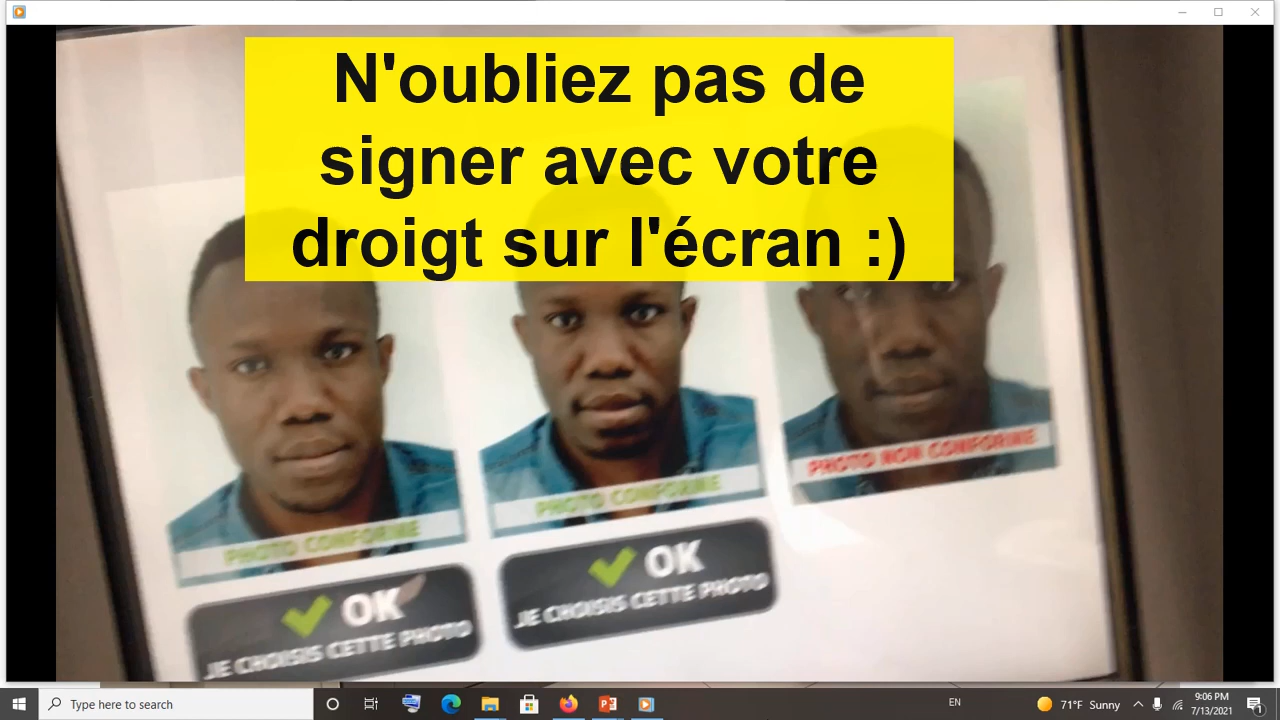 N'oubliez pas de
signer avec votre
droigt sur l'écran :)
PHOTO CONFORME
PHOTO CONFORME
PHOTO NON CONFORME
OK
JE CHOISIS CETTE PHOTO
OK
JE CHOISIS CETTE PHOTO
Type here to search
71°F Sunny
EN
9:06 PM
7/13/2021
1